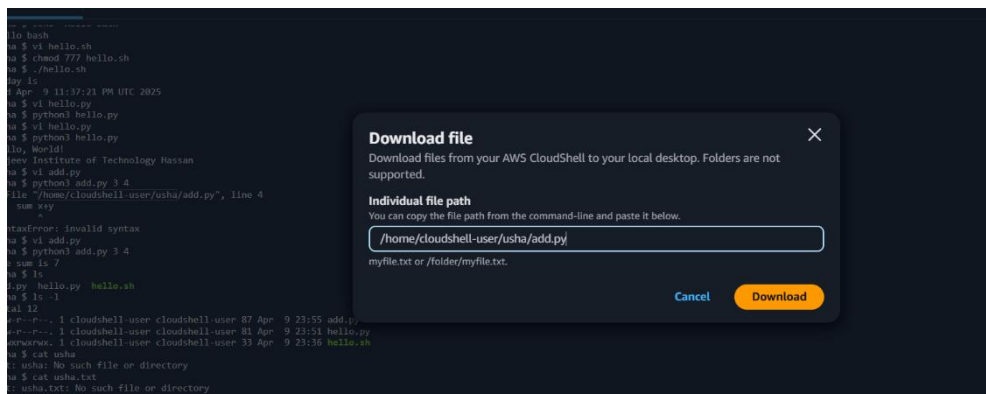 llo bash
$ vi hello.sh
$ chmod 777 hello.sh
$ ./hello.sh
day is
Apr 9 11:37:21 PM UTC 2025
$ vi hello.py
$ python3 hello.py
$ vi hello.py
$ python3 hello.py
llo, World!
jeev Institute of Technology Hassan
$ vi add.py
$ python3 add.py 3 4
File "/home/cloudshell-user/usha/add.py", line 4
sum x+y
^
ntaxError: invalid syntax
$ vi add.py
$ python3 add.py 3 4
sum is 7
$ ls
d.py hello.py hello.sh
$ ls -l
tal 12
-r--r--. 1 cloudshell-user cloudshell-user 87 Apr 9 23:55 add.py
-r--r--. 1 cloudshell-user cloudshell-user 81 Apr 9 23:51 hello.py
wxrwxrwx. 1 cloudshell-user cloudshell-user 33 Apr 9 23:36 hello.sh
$ cat usha
t: usha: No such file or directory
$ cat usha.txt
t: usha.txt: No such file or directory
Download file
Download files from your AWS CloudShell to your local desktop. Folders are not
supported.
Individual file path
You can copy the file path from the command-line and paste it below.
/home/cloudshell-user/usha/add.py
myfile.txt or /folder/myfile.txt.
Cancel
Download